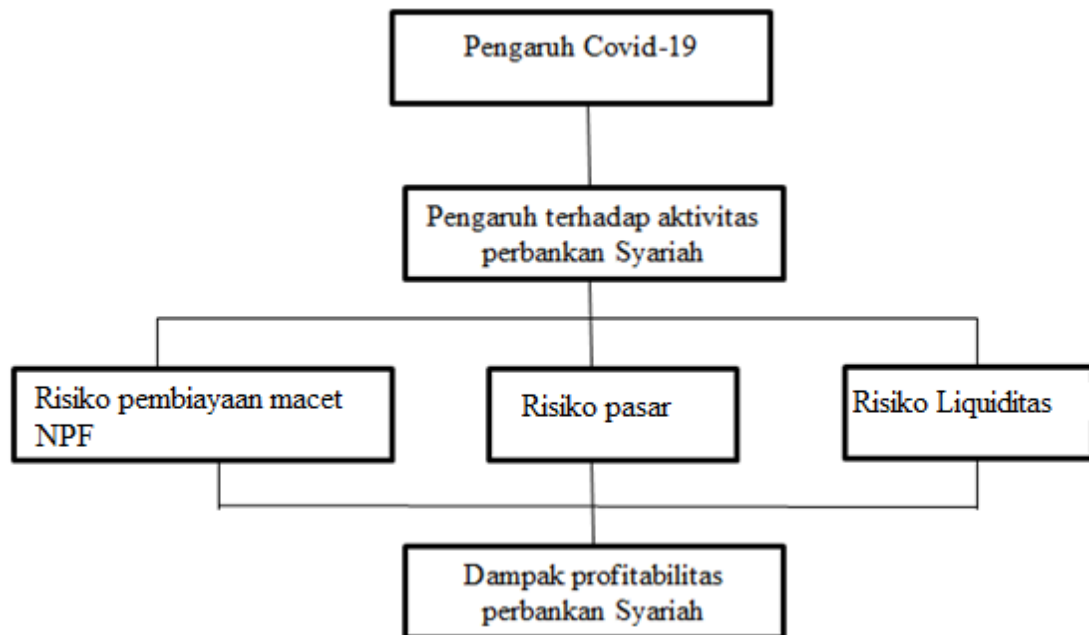 Pengaruh Covid-19
Pengaruh terhadap aktivitas
perbankan Syariah
Risiko pembiayaan macet
NPF
Risiko pasar
Risiko Liquiditas
Dampak profitabilitas
perbankan Syariah